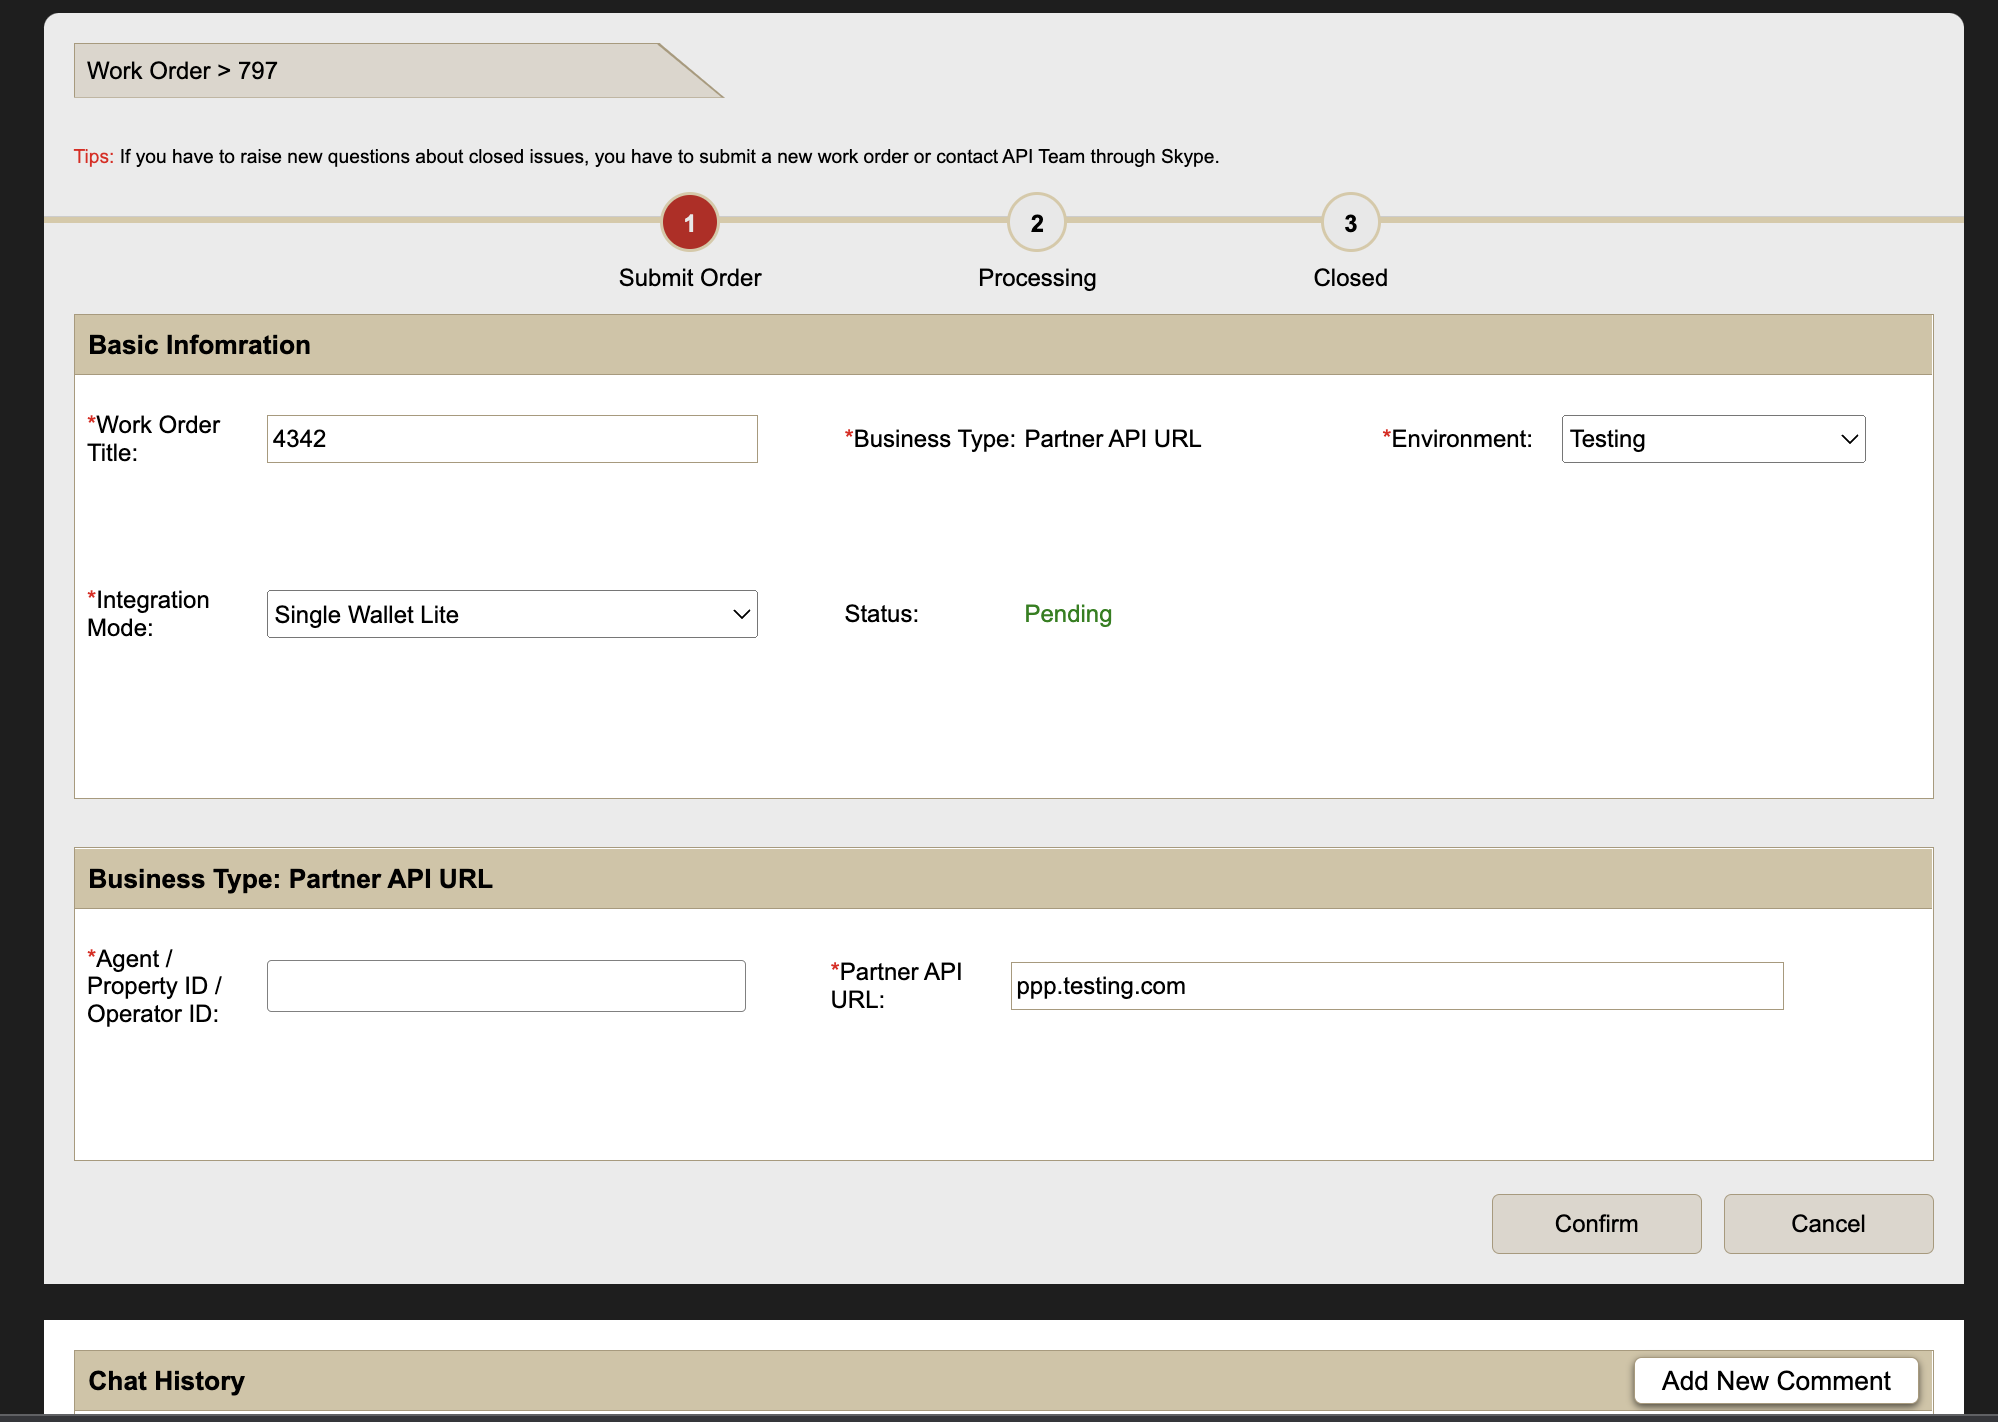 Work Order > 797
Tips: If you have to raise new questions about closed issues, you have to submit a new work order or contact API Team through Skype.
1
2
3
Submit Order
Processing
Closed
Basic Infomration
*Work Order
Title:
4342
*Business Type: Partner API URL
*Environment:
Testing
*Integration
Mode:
Single Wallet Lite
Status:
Pending
Business Type: Partner API URL
*Agent /
Property ID /
Operator ID:
*Partner API
URL:
ppp.testing.com
Confirm
Cancel
Chat History
Add New Comment